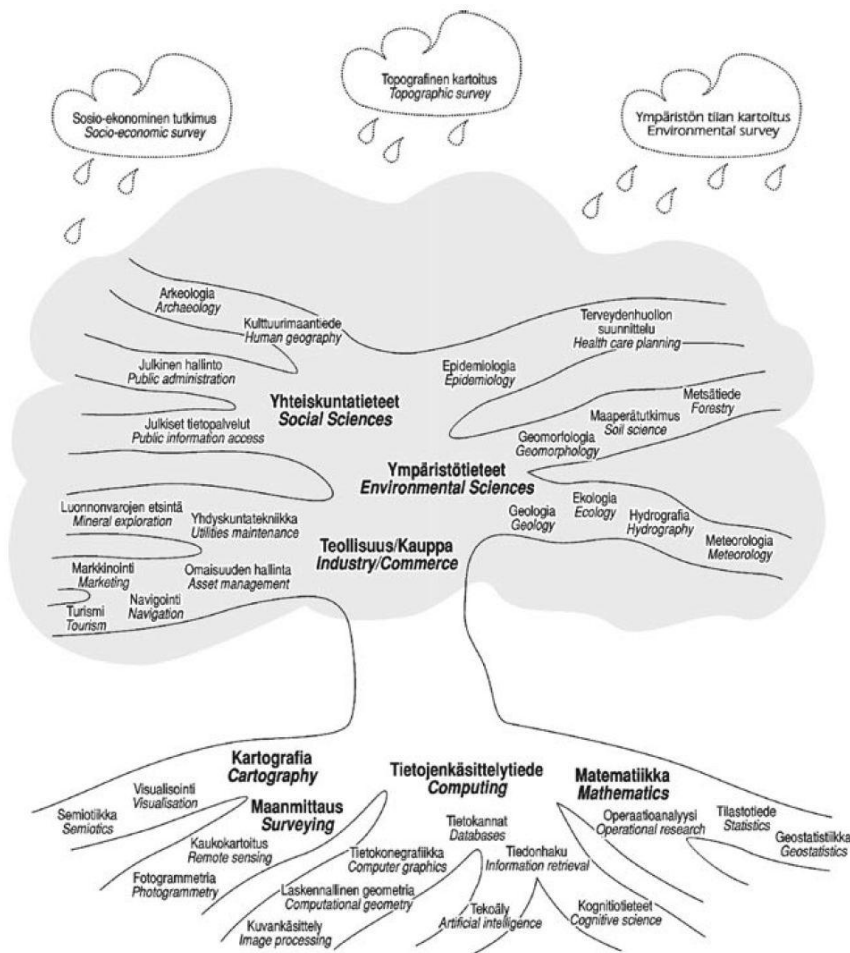 Sosio-ekonominen tutkimus
Socio-economic survey
Topografinen kartoitus
Topographic survey
Ympäristön tilan kartoitus
Environmental survey
Arkeologia
Archaeology
Kulttuurimaantiede
Human geography
Julkinen hallinto
Public administration
Yhteiskuntatieteet
Social Sciences
Julkiset tietopalvelut
Public information access
Terveydenhuollon
suunnittelu
Health care planning
Epidemiologia
Epidemiology
Metsätiede
Forestry
Maaperätutkimus
Soil science
Geomorfologia
Geomorphology
Ympäristötieteet
Environmental Sciences
Ekologia
Ecology
Geologia
Geology
Hydrografia
Hydrography
Meteorologia
Meteorology
Luonnonvarojen etsintä
Mineral exploration
Yhdyskuntatekniikka
Utilities maintenance
Teollisuus/Kauppa
Industry/Commerce
Markkinointi
Marketing
Omaisuuden hallinta
Asset management
Turismi
Tourism
Navigointi
Navigation
Kartografia
Cartography
Visualisointi
Visualisation
Semiotiikka
Semiotics
Maanmittaus
Surveying
Kaukokartoitus
Remote sensing
Fotogrammetria
Photogrammetry
Tietojenkäsittelytiede
Computing
Tietokannat
Databases
Tietokonegrafiikka
Computer graphics
Tiedonhaku
Information retrieval
Laskennallinen geometria
Computational geometry
Kuvankäsittely
Image processing
Tekoäly
Artificial intelligence
Matematiikka
Mathematics
Operaatioanalyysi
Operational research
Tilastotiede
Statistics
Geostatistiikka
Geostatistics
Kognitiotieteet
Cognitive science